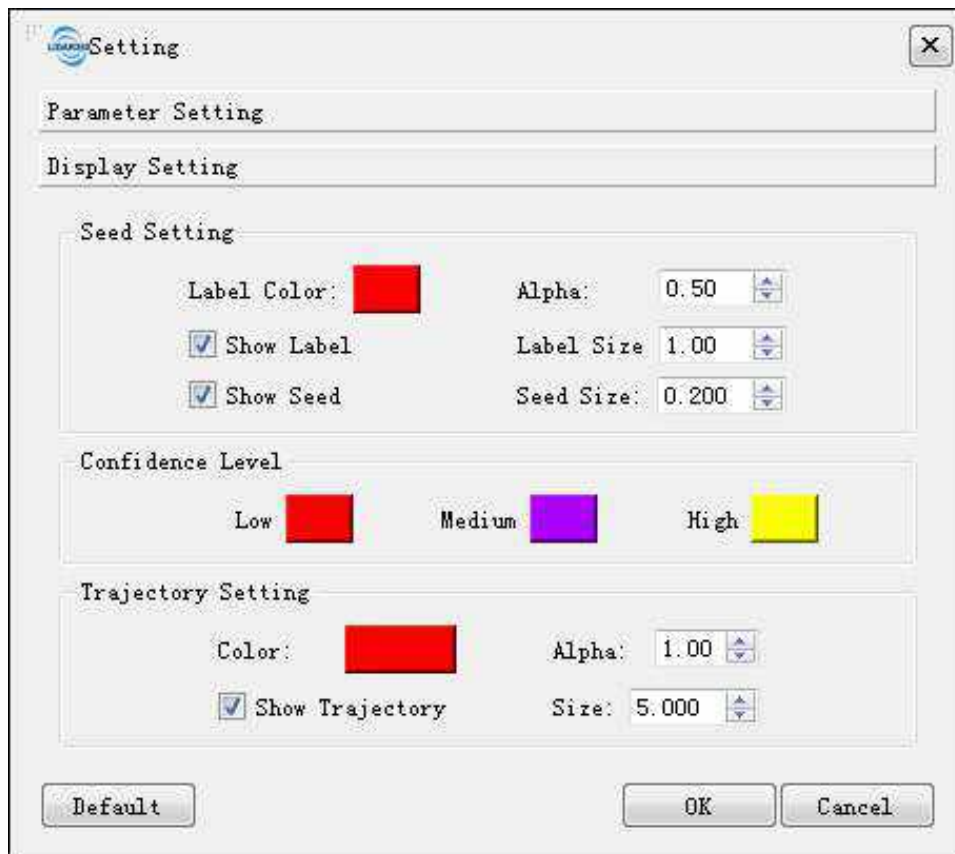 Setting
Parameter Setting
Display Setting
Seed Setting
Label Color: Alpha: 0.50
Show Label Label Size 1.00
Show Seed Seed Size: 0.200
Confidence Level
Low Medium High
Trajectory Setting
Color: Alpha: 1.00
Show Trajectory Size: 5.000
Default OK Cancel